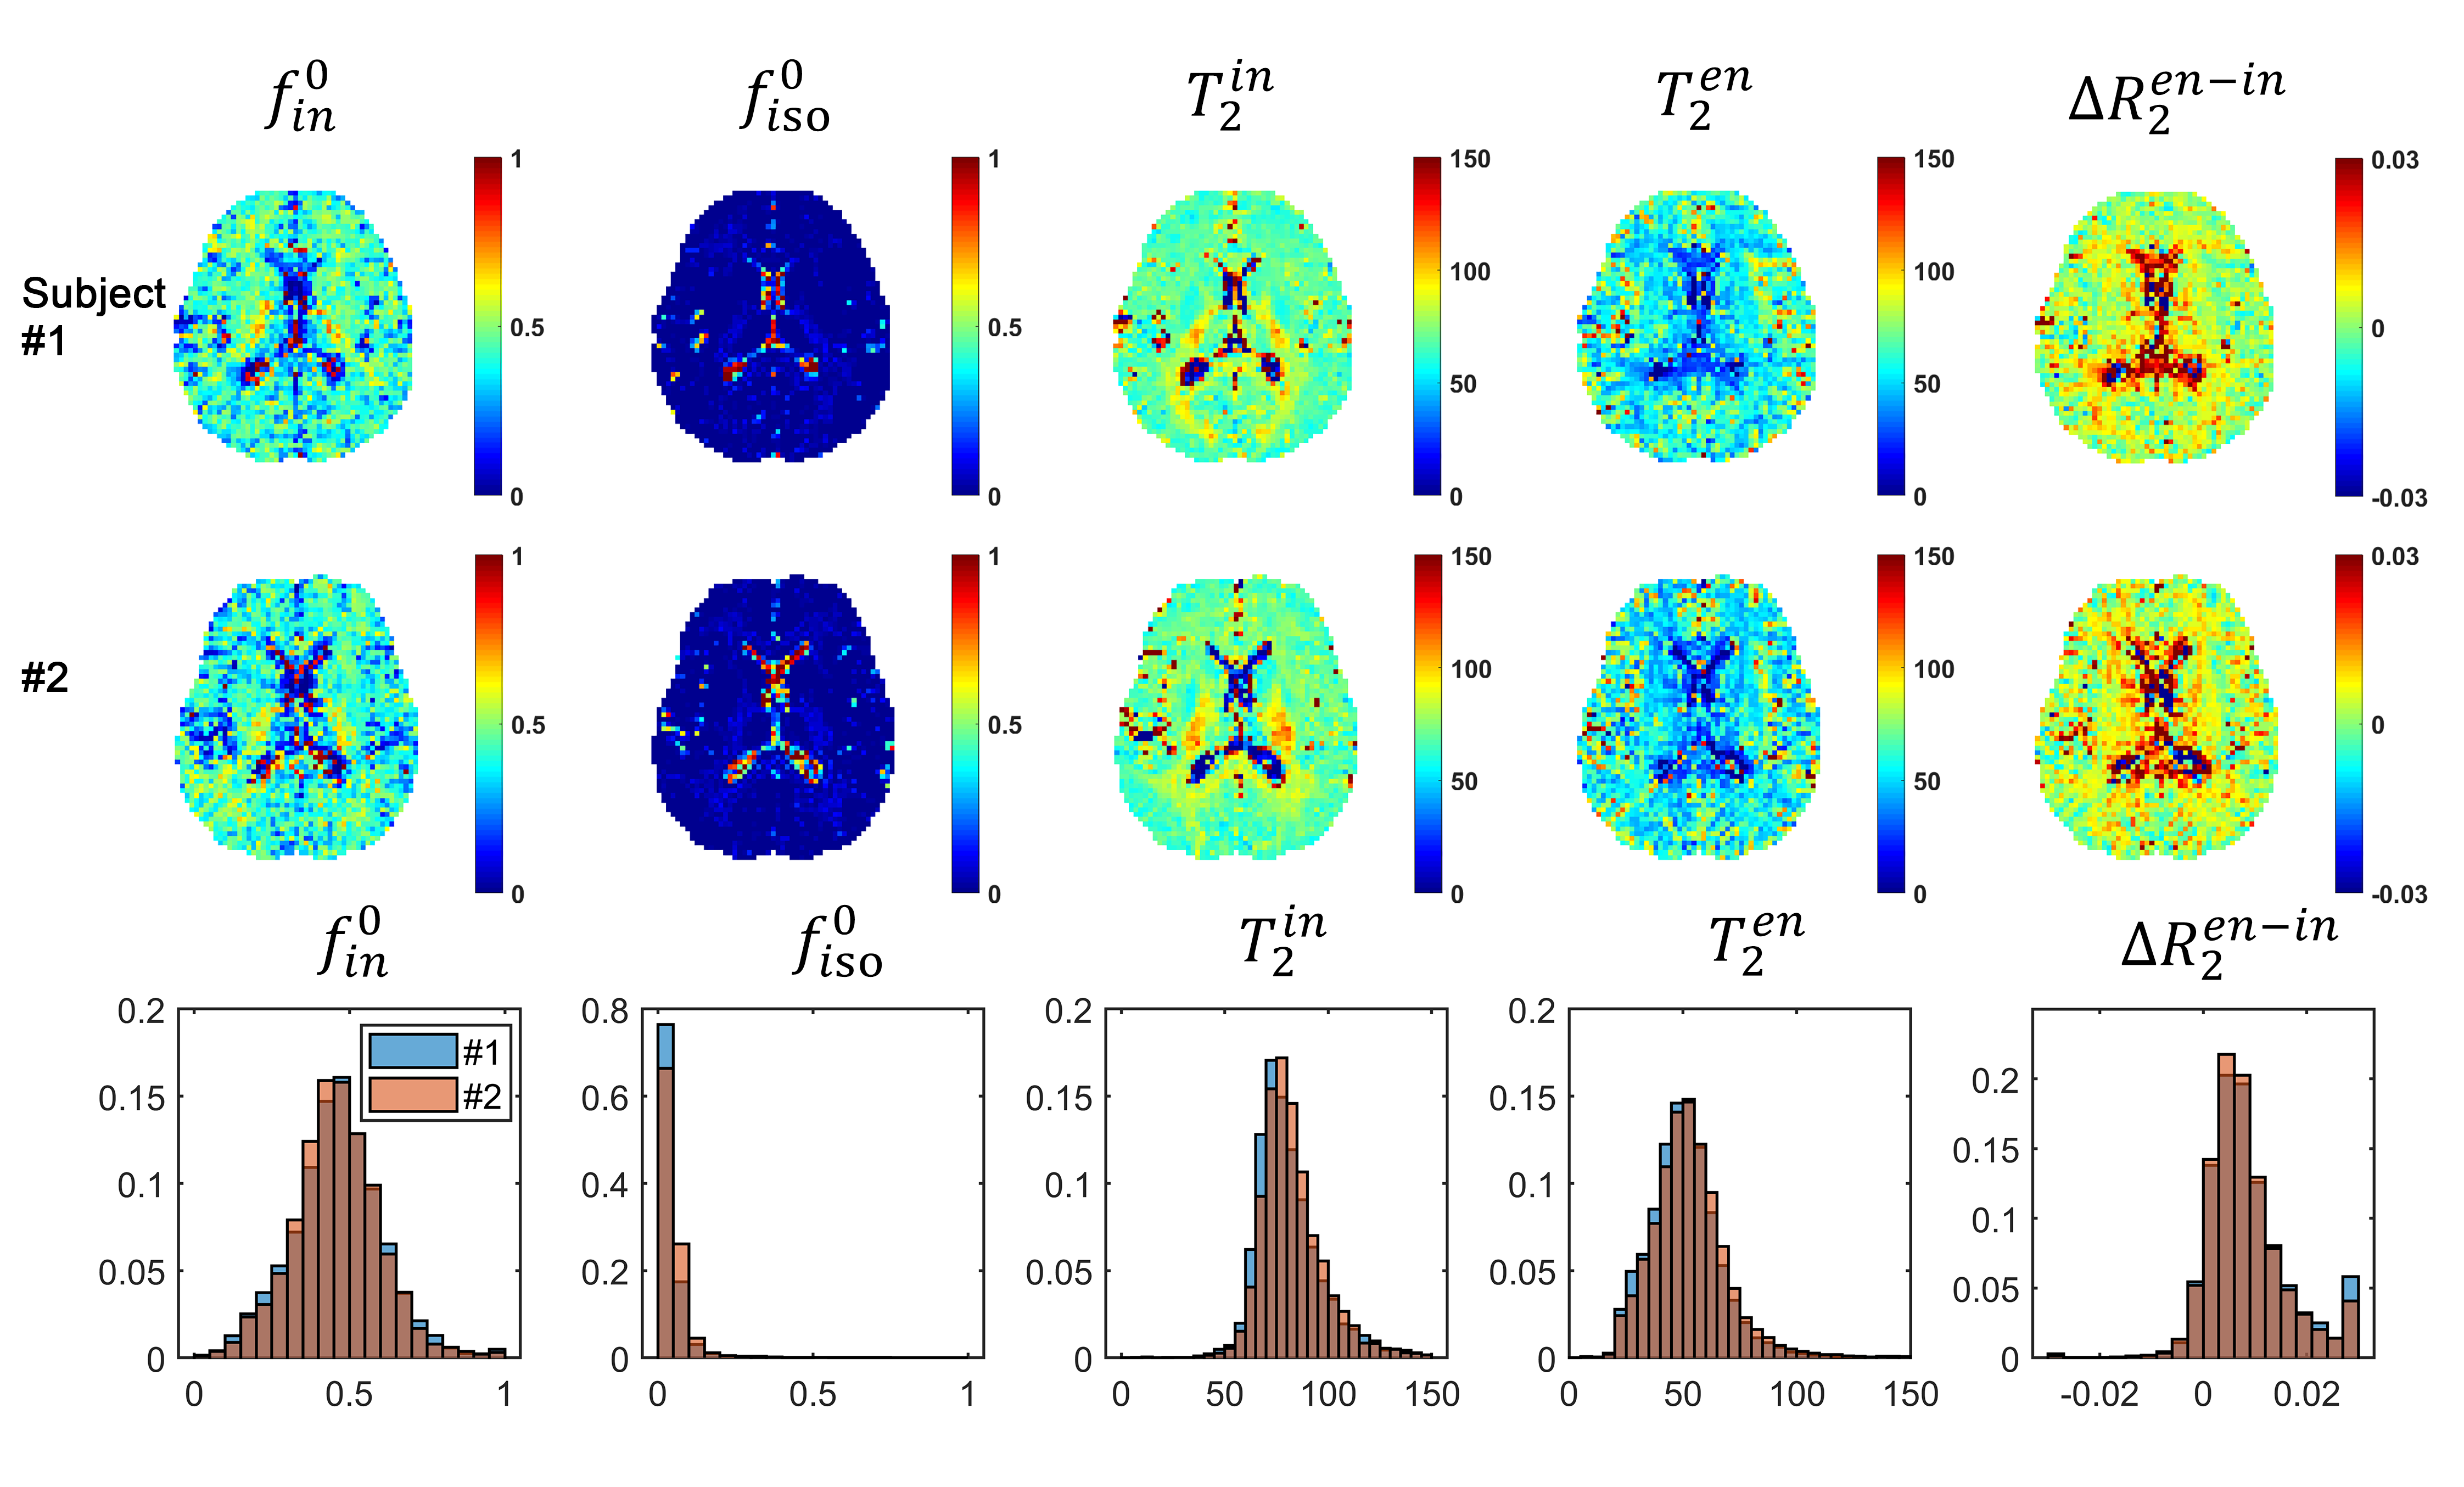 f_in^0 f_iso^0 T_2^in T_2^en ΔR_2^en−in
1 1 150 150 0.03
Subject
#1
100 100
0.5 0.5 0
50 50
0 0 0 0 -0.03
1 1 150 150 0.03
#2
100 100
0.5 0.5 0
50 50
0 0 0 0 -0.03
f_in^0 f_iso^0 T_2^in T_2^en ΔR_2^en−in
0.2 0.8 0.2 0.2
#1
#2
0.2
0.15 0.6 0.15 0.15
0.15
0.1 0.4 0.1 0.1
0.1
0.05 0.2 0.05 0.05
0.05
0 0 0 0 0
0 0.5 1 0 0.5 1 0 50 100 150 0 50 100 150 -0.02 0 0.02